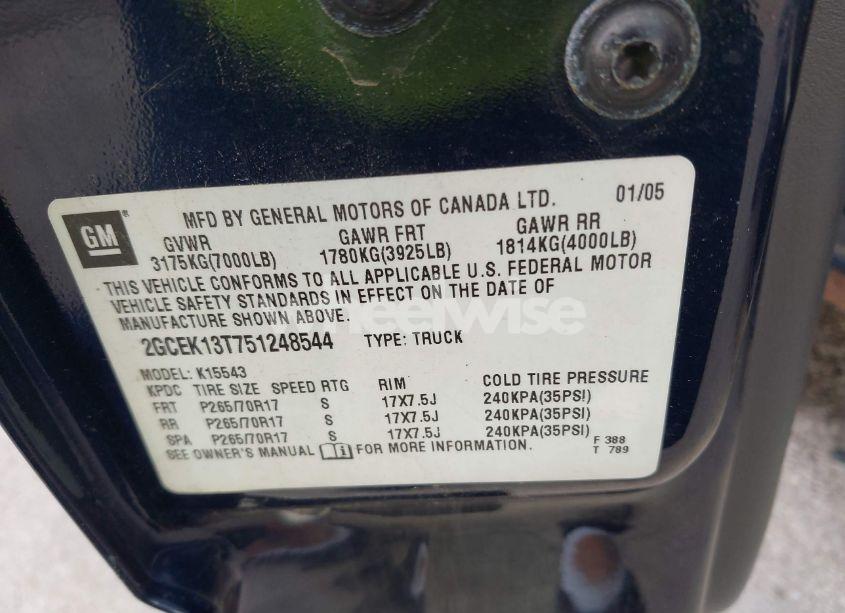 GM
MFD BY GENERAL MOTORS OF CANADA LTD. 01/05
GVWR GAWR FRT GAWR RR
3175KG(7000LB) 1780KG(3925LB) 1814KG(4000LB)
THIS VEHICLE CONFORMS TO ALL APPLICABLE U.S. FEDERAL MOTOR
VEHICLE SAFETY STANDARDS IN EFFECT ON THE DATE OF
MANUFACTURE SHOWN ABOVE.
wheelwise
2GCEK13T751248544 TYPE: TRUCK
MODEL: K15543
KPDC TIRE SIZE SPEED RTG RIM COLD TIRE PRESSURE
FRT P265/70R17 S 17X7.5J 240KPA(35PSI)
RR P265/70R17 S 17X7.5J 240KPA(35PSI)
SPA P265/70R17 S 17X7.5J 240KPA(35PSI)
SEE OWNER'S MANUAL FOR MORE INFORMATION.
F 388
T 789